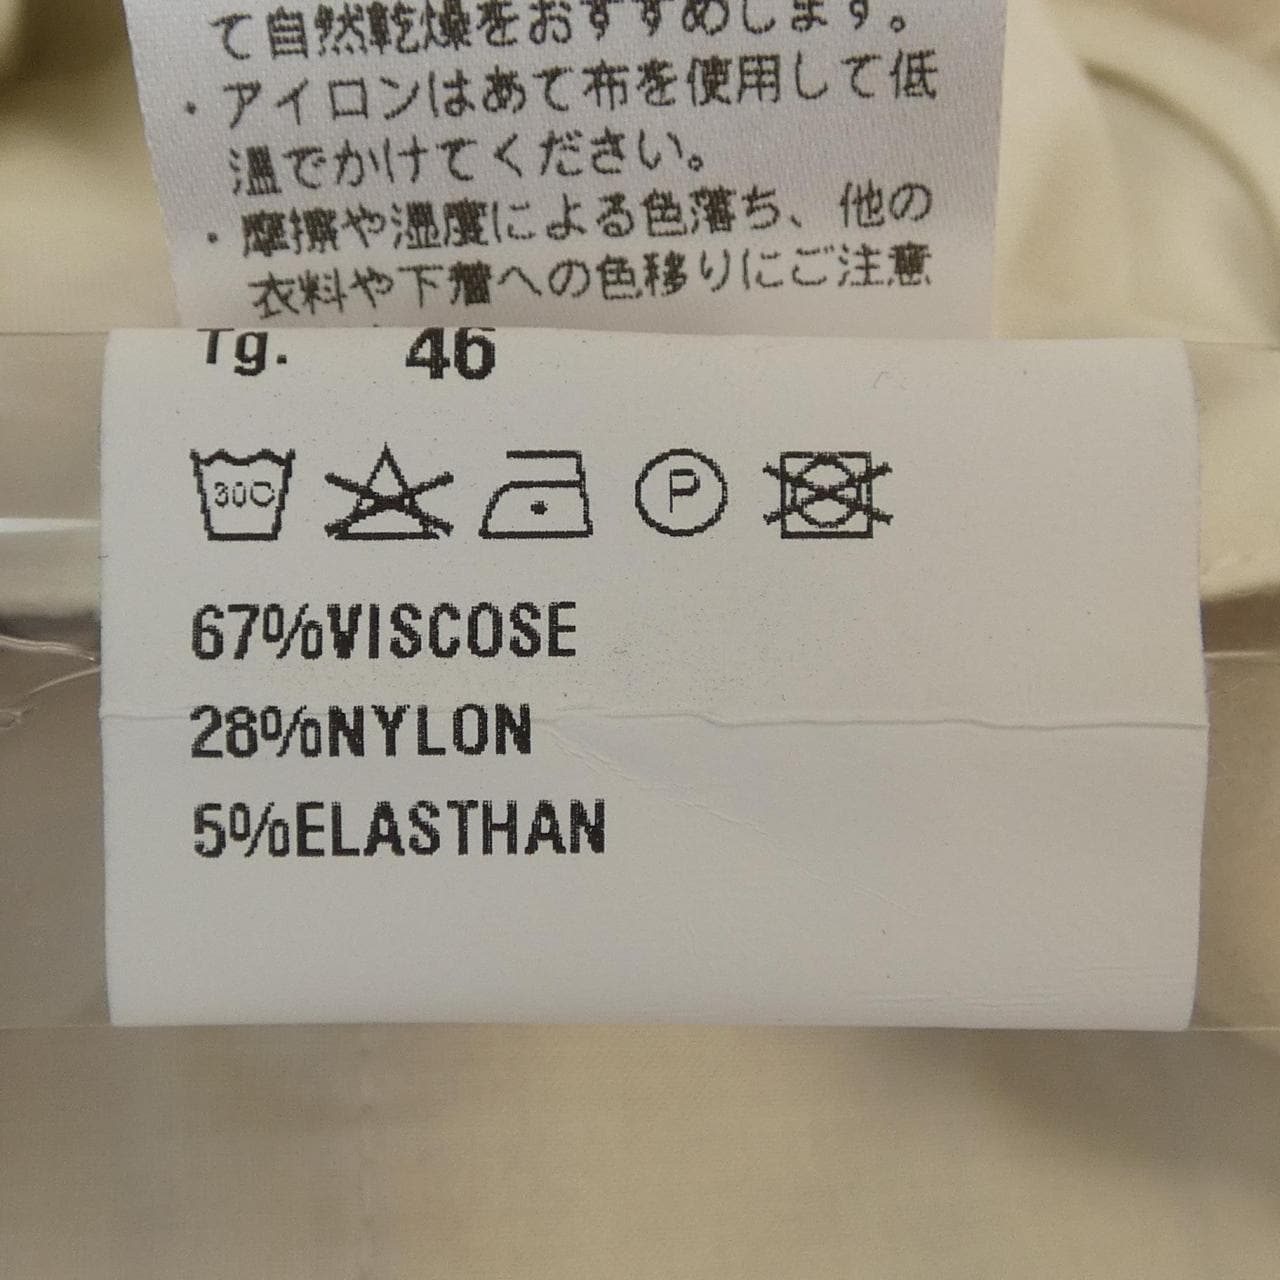 て自然乾燥をおすすめします。
・アイロンはあて布を使用して低
温でかけてください。
・摩擦や湿度による色落ち、他の
衣料や下着への色移りにご注意
Tg. 46
30C P
67%VISCOSE
28%NYLON
5%ELASTHAN